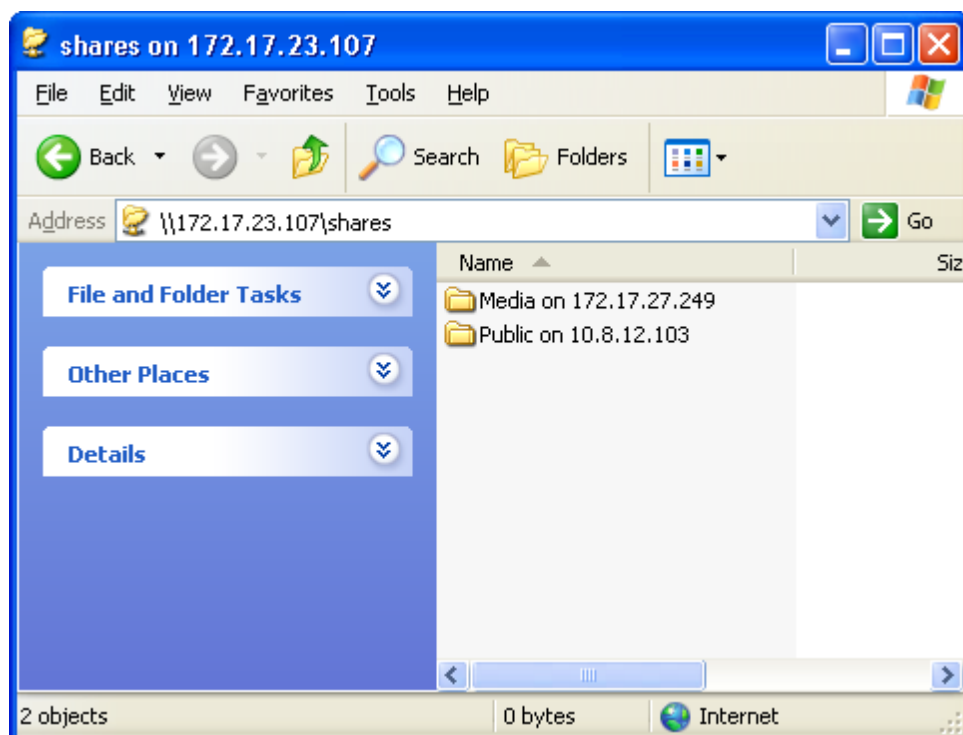 shares on 172.17.23.107
File Edit View Favorites Tools Help
Back Search Folders
Address \\172.17.23.107\shares Go
Name Siz
File and Folder Tasks
Media on 172.17.27.249
Public on 10.8.12.103
Other Places
Details
2 objects 0 bytes Internet